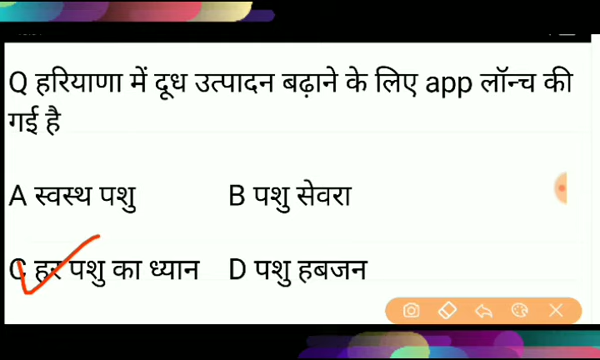 Q हरियाणा में दूध उत्पादन बढ़ाने के लिए app लॉन्च की
गई है
A स्वस्थ पशु B पशु सेवरा
C हर पशु का ध्यान D पशु हबजन